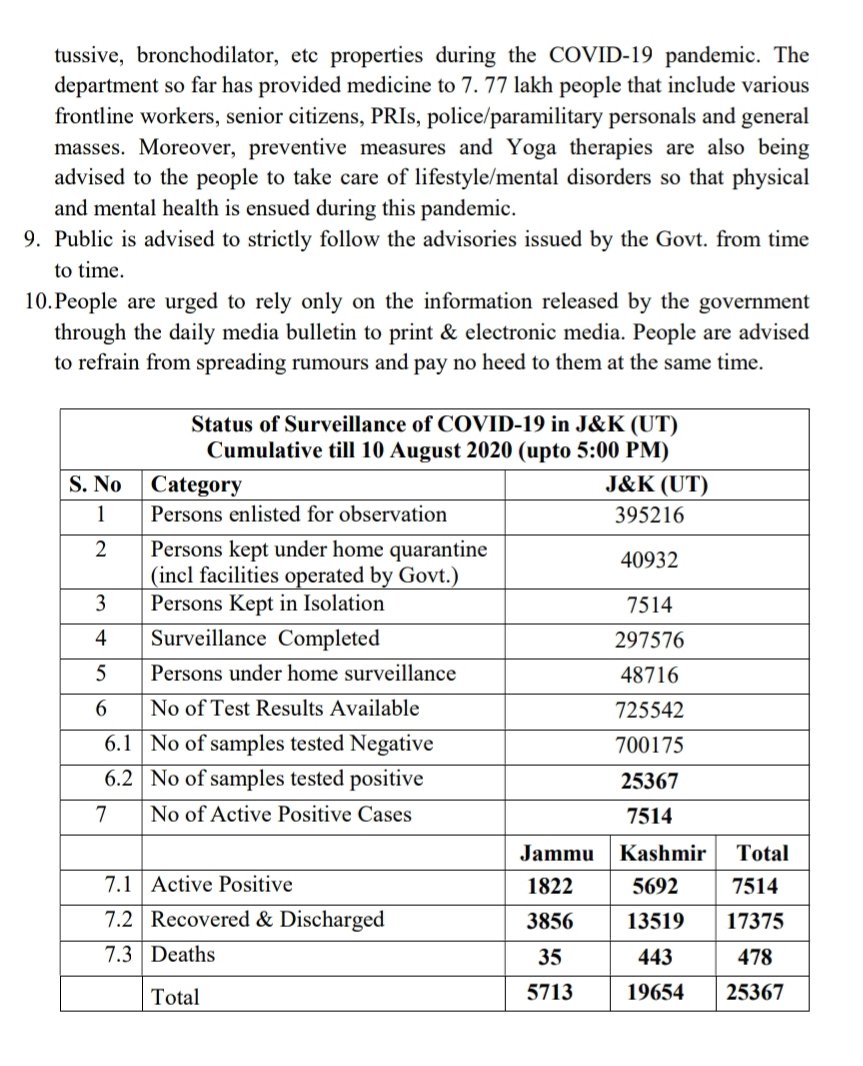 tussive, bronchodilator, etc properties during the COVID-19 pandemic. The
department so far has provided medicine to 7. 77 lakh people that include various
frontline workers, senior citizens, PRIs, police/paramilitary personals and general
masses. Moreover, preventive measures and Yoga therapies are also being
advised to the people to take care of lifestyle/mental disorders so that physical
and mental health is ensued during this pandemic.
9. Public is advised to strictly follow the advisories issued by the Govt. from time
to time.
10.People are urged to rely only on the information released by the government
through the daily media bulletin to print & electronic media. People are advised
to refrain from spreading rumours and pay no heed to them at the same time.
Status of Surveillance of COVID-19 in J&K (UT)
Cumulative till 10 August 2020 (upto 5:00 PM)
S. No Category J&K (UT)
1 Persons enlisted for observation 395216
2 Persons kept under home quarantine
(incl facilities operated by Govt.) 40932
3 Persons Kept in Isolation 7514
4 Surveillance Completed 297576
5 Persons under home surveillance 48716
6 No of Test Results Available 725542
6.1 No of samples tested Negative 700175
6.2 No of samples tested positive 25367
7 No of Active Positive Cases 7514
Jammu Kashmir Total
7.1 Active Positive 1822 5692 7514
7.2 Recovered & Discharged 3856 13519 17375
7.3 Deaths 35 443 478
Total 5713 19654 25367